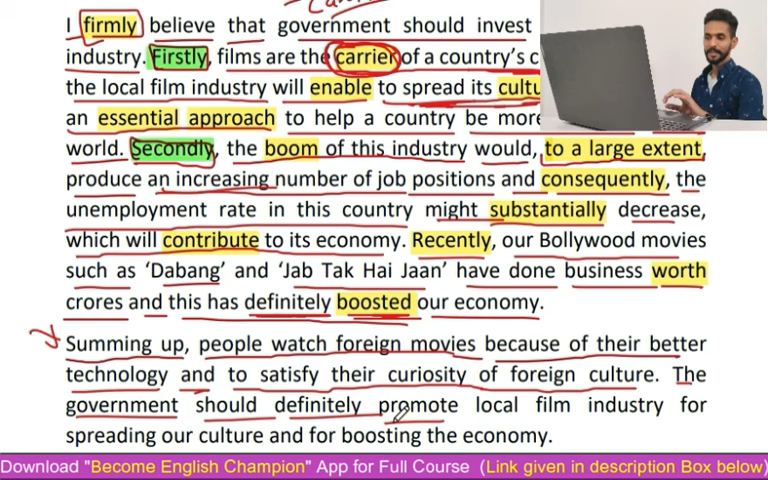 I firmly believe that government should invest
industry. Firstly, films are the carrier of a country's c
the local film industry will enable to spread its cultu
an essential approach to help a country be more
world. Secondly, the boom of this industry would, to a large extent,
produce an increasing number of job positions and consequently, the
unemployment rate in this country might substantially decrease,
which will contribute to its economy. Recently, our Bollywood movies
such as 'Dabang' and 'Jab Tak Hai Jaan' have done business worth
crores and this has definitely boosted our economy.
Summing up, people watch foreign movies because of their better
technology and to satisfy their curiosity of foreign culture. The
government should definitely promote local film industry for
spreading our culture and for boosting the economy.
Download "Become English Champion" App for Full Course (Link given in description Box below)